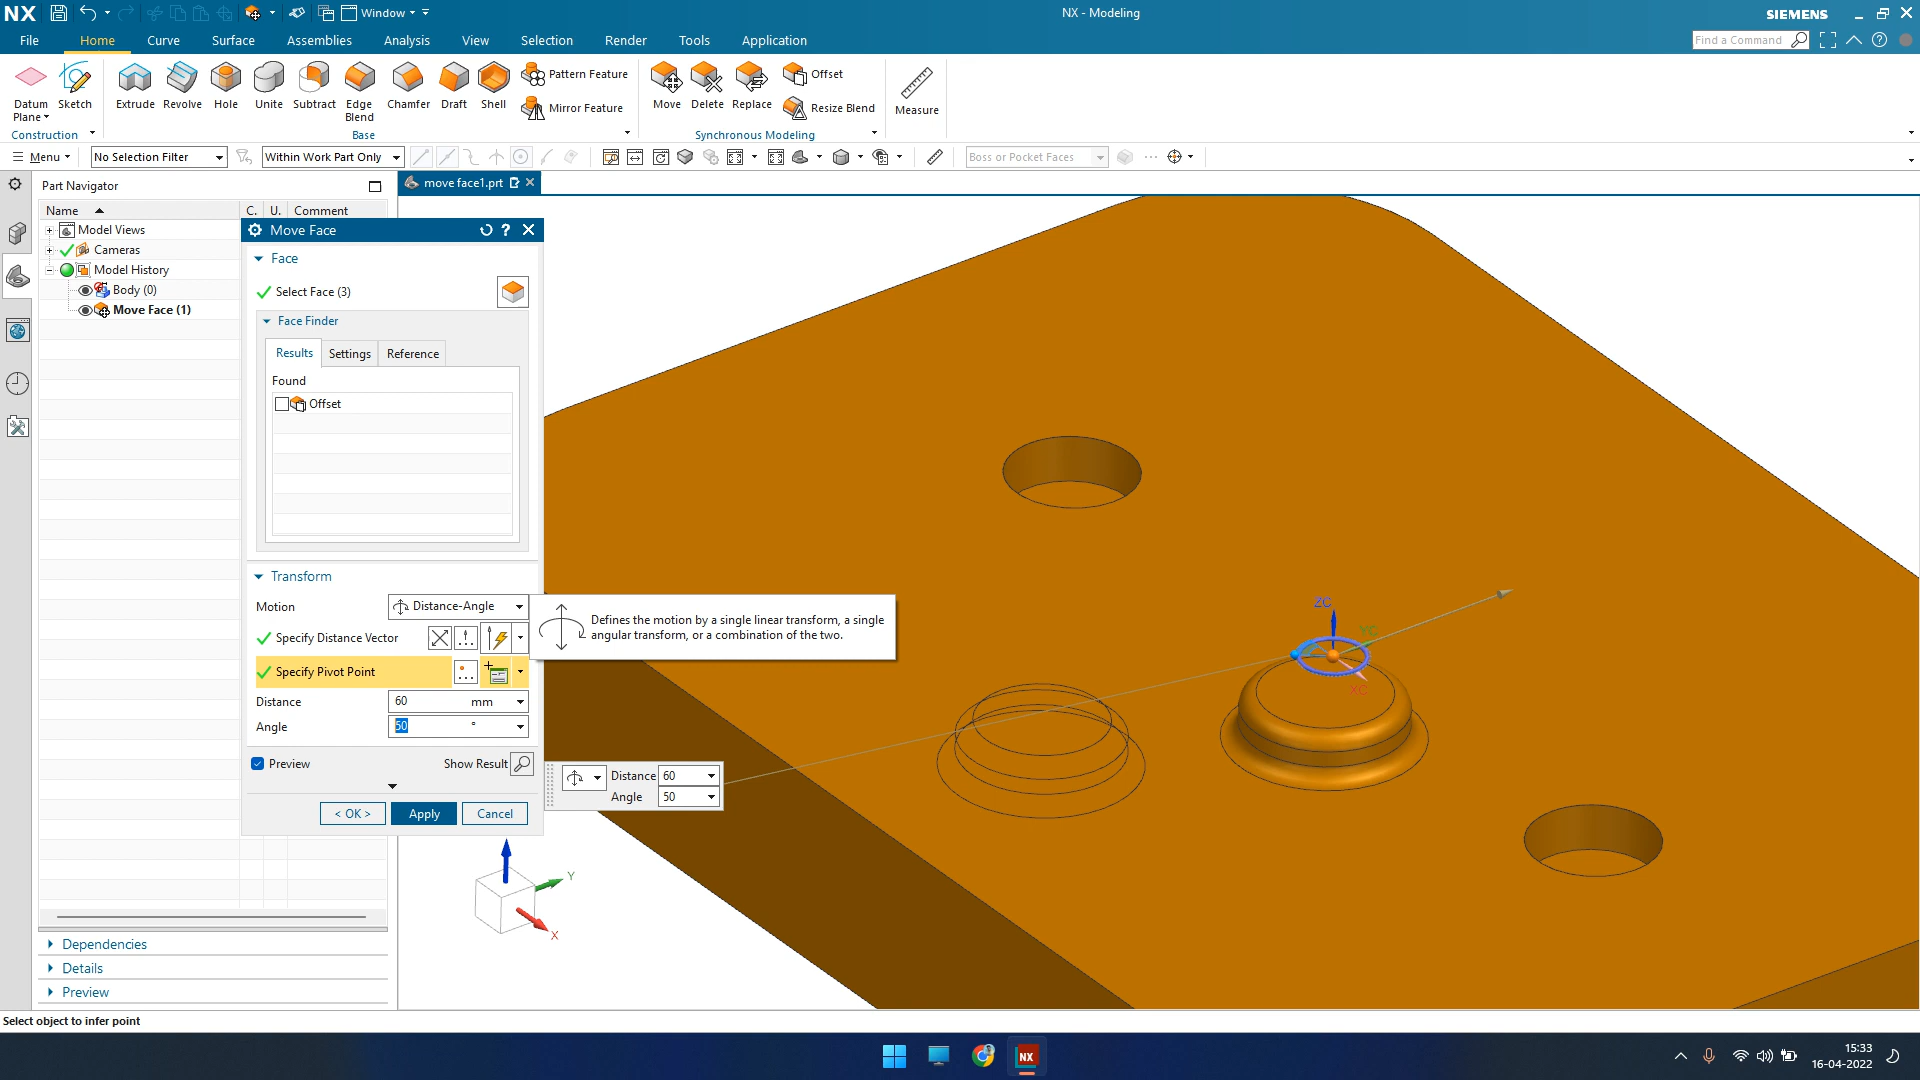 NX
Window
NX - Modeling
SIEMENS
File
Home
Curve
Surface
Assemblies
Analysis
View
Selection
Render
Tools
Application
Find a Command
Datum
Plane
Sketch
Extrude
Revolve
Hole
Unite
Subtract
Edge
Blend
Chamfer
Draft
Shell
Pattern Feature
Mirror Feature
Move
Delete
Replace
Offset
Resize Blend
Measure
Construction
Base
Synchronous Modeling
Menu
No Selection Filter
Within Work Part Only
Boss or Pocket Faces
Part Navigator
move face1.prt
Name
C.
U.
Comment
Model Views
Cameras
Model History
Body (0)
Move Face (1)
Move Face
Face
Select Face (3)
Face Finder
Results
Settings
Reference
Found
Offset
Transform
Motion
Distance-Angle
Specify Distance Vector
Specify Pivot Point
Distance
60
mm
Angle
50
°
Preview
Show Result
< OK >
Apply
Cancel
Defines the motion by a single linear transform, a single
angular transform, or a combination of the two.
Distance 60
Angle 50
ZC
YC
XC
Y
X
Dependencies
Details
Preview
Select object to infer point
NX
15:33
16-04-2022